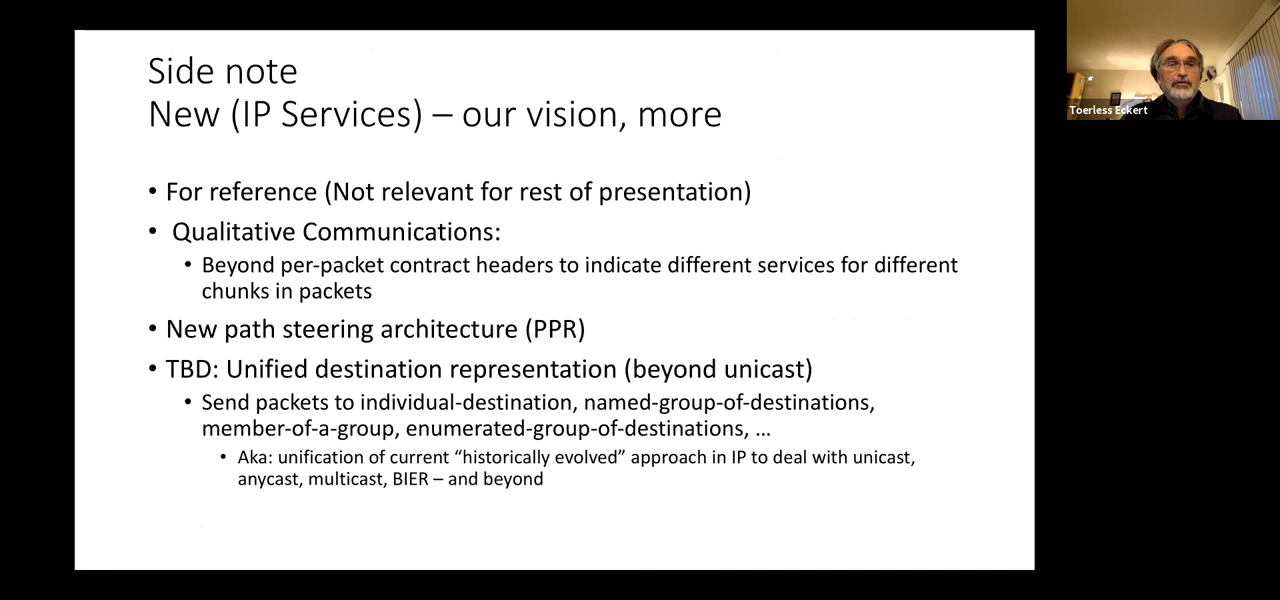 Side note
New (IP Services) – our vision, more
• For reference (Not relevant for rest of presentation)
• Qualitative Communications:
• Beyond per-packet contract headers to indicate different services for different
chunks in packets
• New path steering architecture (PPR)
• TBD: Unified destination representation (beyond unicast)
• Send packets to individual-destination, named-group-of-destinations,
member-of-a-group, enumerated-group-of-destinations, ...
• Aka: unification of current “historically evolved” approach in IP to deal with unicast,
anycast, multicast, BIER – and beyond
Toerless Eckert